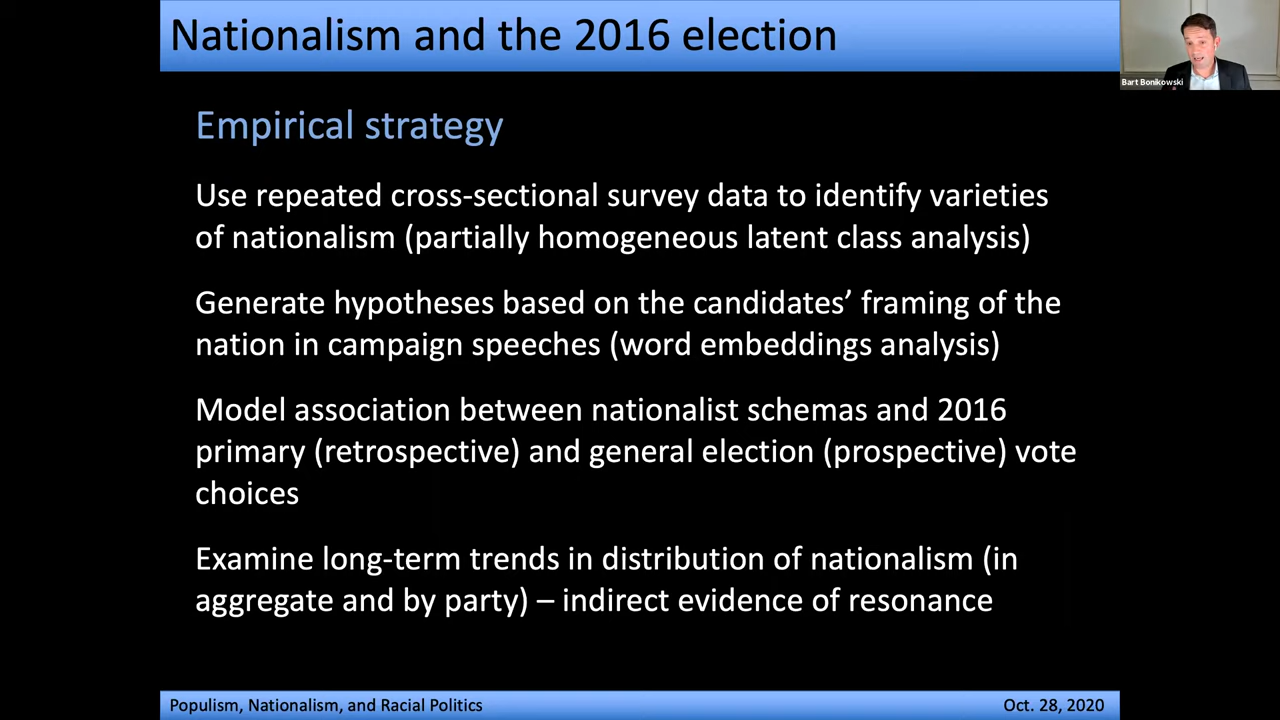 Nationalism and the 2016 election
Bart Bonikowski
Empirical strategy
Use repeated cross-sectional survey data to identify varieties
of nationalism (partially homogeneous latent class analysis)
Generate hypotheses based on the candidates’ framing of the
nation in campaign speeches (word embeddings analysis)
Model association between nationalist schemas and 2016
primary (retrospective) and general election (prospective) vote
choices
Examine long-term trends in distribution of nationalism (in
aggregate and by party) – indirect evidence of resonance
Populism, Nationalism, and Racial Politics
Oct. 28, 2020